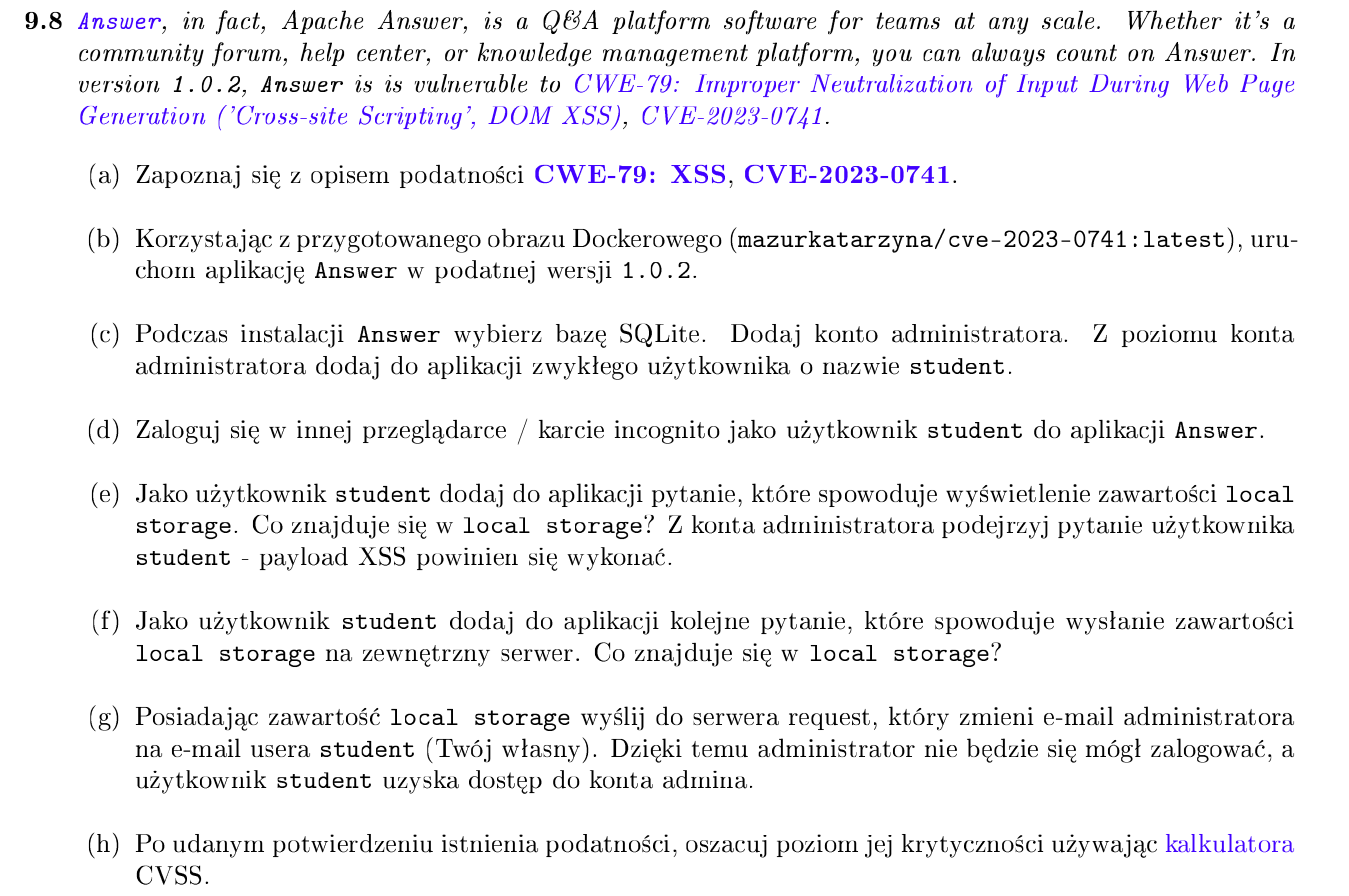 9.8 Answer, in fact, Apache Answer, is a Q&A platform software for teams at any scale. Whether it's a
community forum, help center, or knowledge management platform, you can always count on Answer. In
version 1.0.2, Answer is is vulnerable to CWE-79: Improper Neutralization of Input During Web Page
Generation ('Cross-site Scripting', DOM XSS), CVE-2023-0741.
(a) Zapoznaj się z opisem podatności CWE-79: XSS, CVE-2023-0741.
(b) Korzystając z przygotowanego obrazu Dockerowego (mazurkatarzyna/cve-2023-0741:latest), uru-
chom aplikację Answer w podatnej wersji 1.0.2.
(c) Podczas instalacji Answer wybierz bazę SQLite. Dodaj konto administratora. Z poziomu konta
administratora dodaj do aplikacji zwykłego użytkownika o nazwie student.
(d) Zaloguj się w innej przeglądarce / karcie incognito jako użytkownik student do aplikacji Answer.
(e) Jako użytkownik student dodaj do aplikacji pytanie, które spowoduje wyświetlenie zawartości local
storage. Co znajduje się w local storage? Z konta administratora podejrzyj pytanie użytkownika
student - payload XSS powinien się wykonać.
(f) Jako użytkownik student dodaj do aplikacji kolejne pytanie, które spowoduje wysłanie zawartości
local storage na zewnętrzny serwer. Co znajduje się w local storage?
(g) Posiadając zawartość local storage wyślij do serwera request, który zmieni e-mail administratora
na e-mail usera student (Twój własny). Dzięki temu administrator nie będzie się mógł zalogować, a
użytkownik student uzyska dostęp do konta admina.
(h) Po udanym potwierdzeniu istnienia podatności, oszacuj poziom jej krytyczności używając kalkulatora
CVSS.